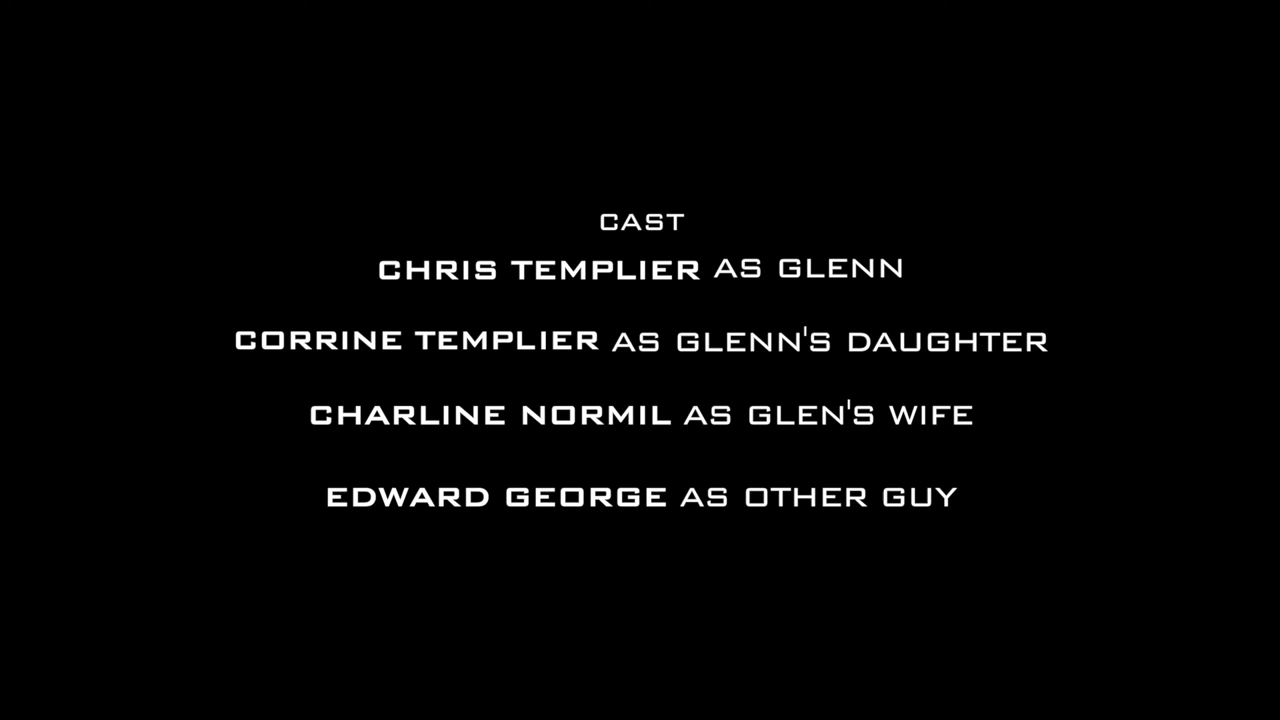 CAST
CHRIS TEMPLIER AS GLENN
CORRINE TEMPLIER AS GLENN'S DAUGHTER
CHARLINE NORMIL AS GLEN'S WIFE
EDWARD GEORGE AS OTHER GUY